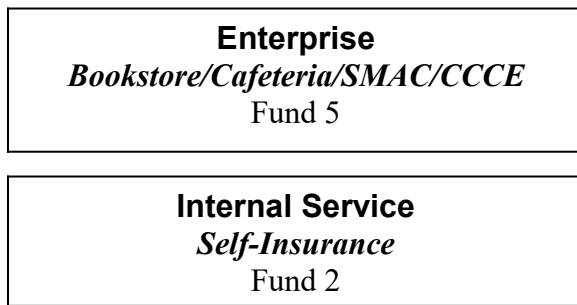 Enterprise
Bookstore/Cafeteria/SMAC/CCCE
Fund 5
Internal Service
Self-Insurance
Fund 2